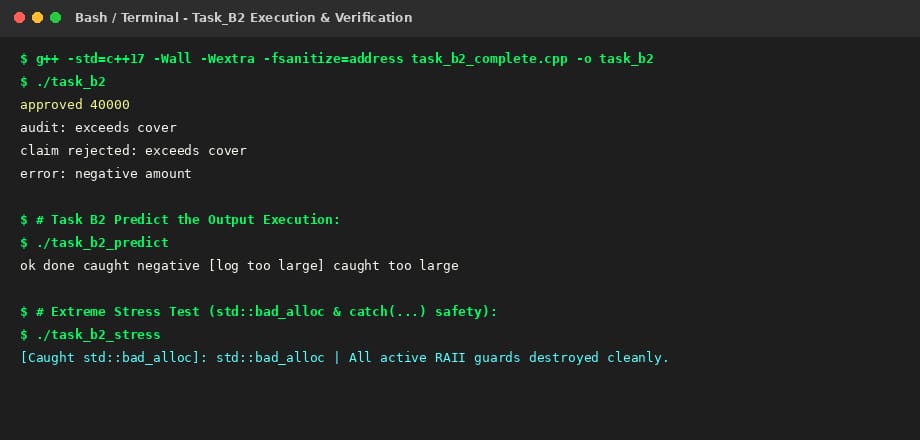 Bash / Terminal - Task_B2 Execution & Verification
$ g++ -std=c++17 -Wall -Wextra -fsanitize=address task_b2_complete.cpp -o task_b2
$ ./task_b2
approved 40000
audit: exceeds cover
claim rejected: exceeds cover
error: negative amount
$ # Task B2 Predict the Output Execution:
$ ./task_b2_predict
ok done caught negative [log too large] caught too large
$ # Extreme Stress Test (std::bad_alloc & catch(...) safety):
$ ./task_b2_stress
[Caught std::bad_alloc]: std::bad_alloc | All active RAII guards destroyed cleanly.